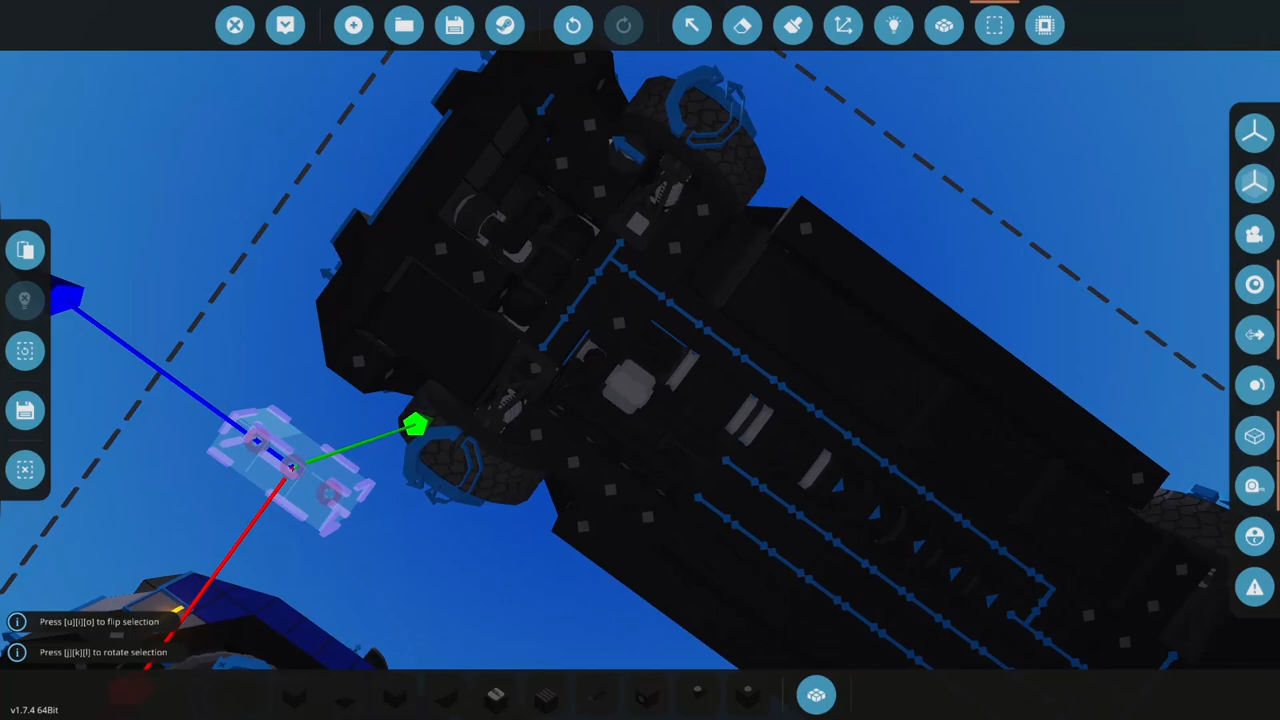 Press [u][i][o] to flip selection
Press [j][k][l] to rotate selection
v1.7.4 64Bit